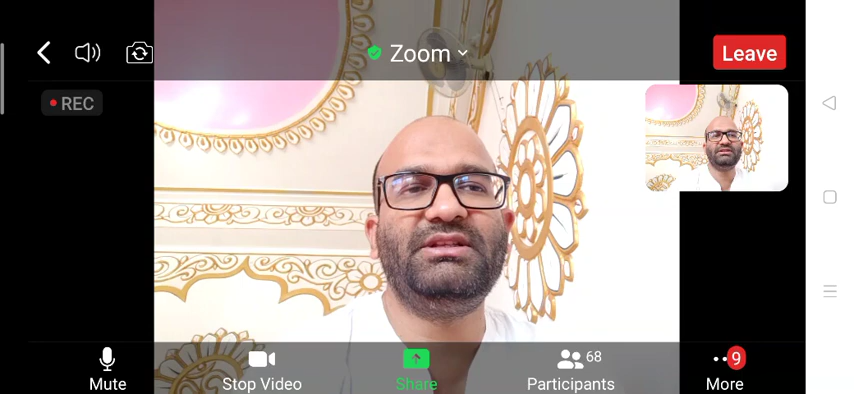 Zoom
Leave
REC
68
9
Mute
Stop Video
Share
Participants
More